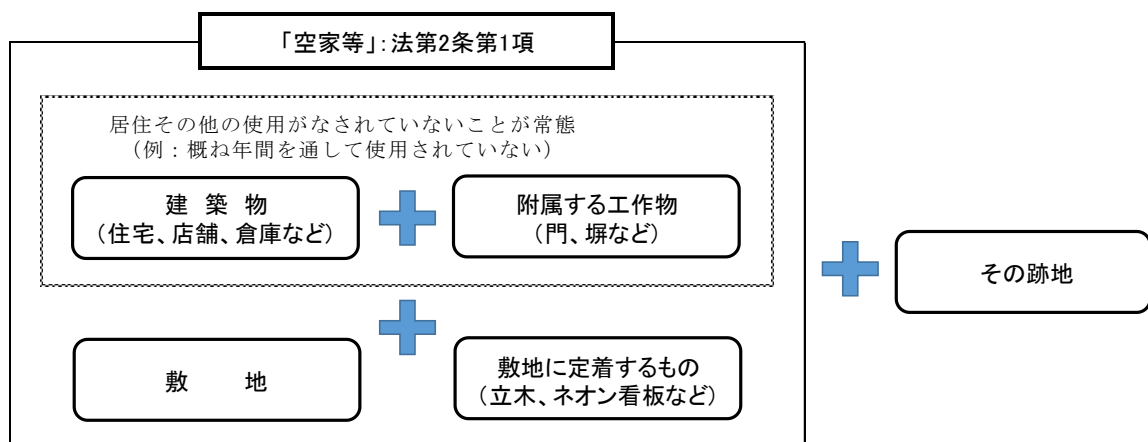 「空家等」:法第2条第1項
居住その他の使用がなされていないことが常態
(例:概ね年間を通して使用されていない)
建 築 物
(住宅、店舗、倉庫など)
附属する工作物
(門、塀など)
その跡地
敷 地
敷地に定着するもの
(立木、ネオン看板など)